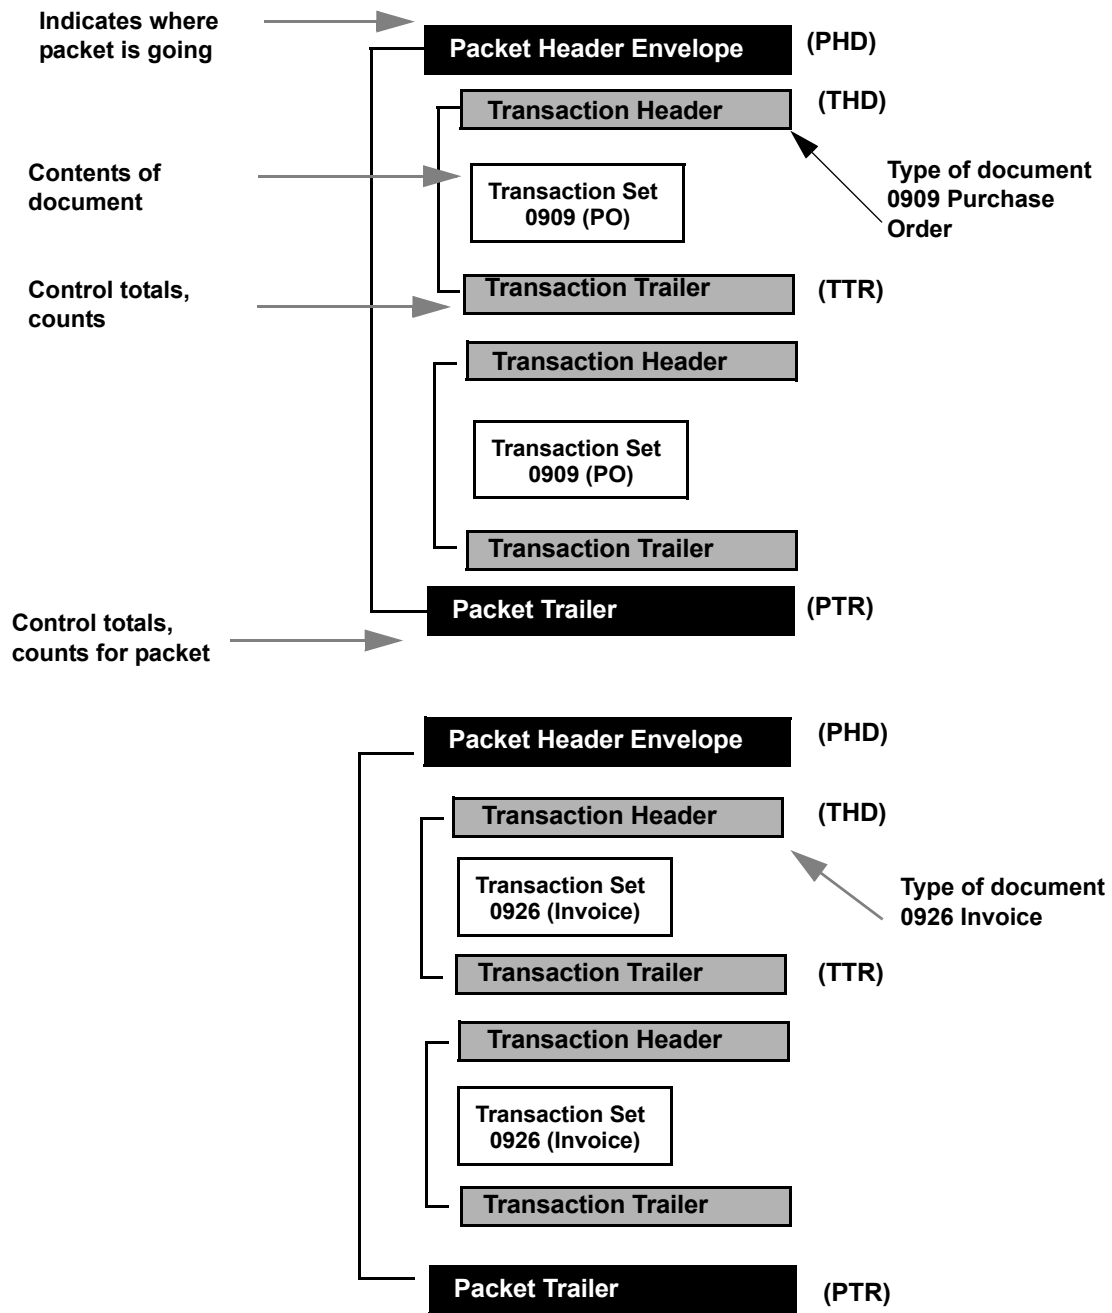 Indicates where
packet is going
Packet Header Envelope
(PHD)
Transaction Header
(THD)
Contents of
document
Transaction Set
0909 (PO)
Type of document
0909 Purchase
Order
Control totals,
counts
Transaction Trailer
(TTR)
Transaction Header
Transaction Set
0909 (PO)
Transaction Trailer
Packet Trailer
(PTR)
Control totals,
counts for packet
Packet Header Envelope
(PHD)
Transaction Header
(THD)
Transaction Set
0926 (Invoice)
Type of document
0926 Invoice
Transaction Trailer
(TTR)
Transaction Header
Transaction Set
0926 (Invoice)
Transaction Trailer
Packet Trailer
(PTR)